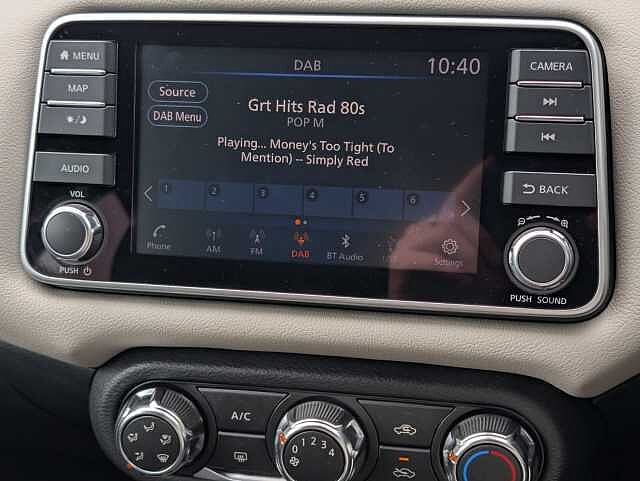 MENU
MAP
AUDIO
VOL
PUSH
DAB
10:40
Source
DAB Menu
Grt Hits Rad 80s
POP M
Playing... Money's Too Tight (To
Mention) -- Simply Red
1 2 3 4 5 6
Phone AM FM DAB BT Audio USB Settings
CAMERA
BACK
PUSH SOUND
A/C
0 1 2 3 4